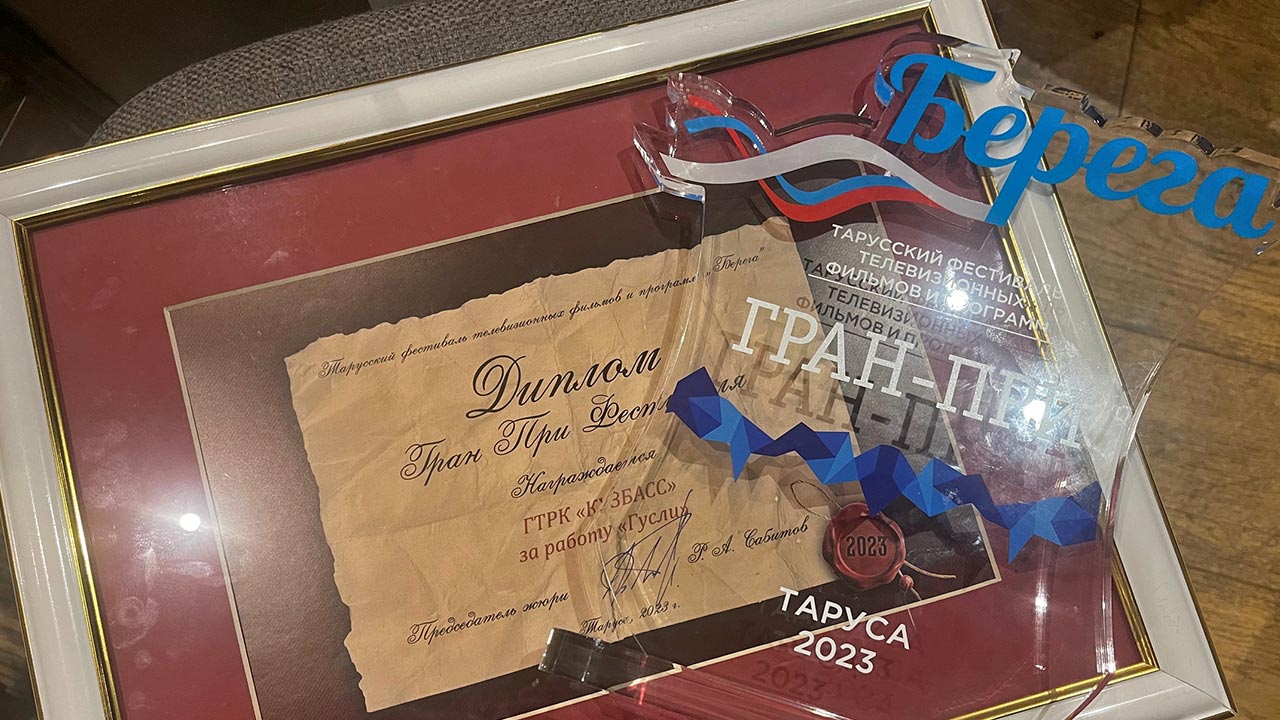 Берега
ТАРУССКИЙ ФЕСТИВАЛЬ
ТЕЛЕВИЗИОННЫХ
ФИЛЬМОВ И ПРОГРАММ
ГРАН-ПРИ
ТАРУСА
2023
Тарусский фестиваль телевизионных фильмов и программ "Берега"
Диплом
Гран При Фестиваля
Награждается
ГТРК «КУЗБАСС»
за работу «Гусли»
Председатель жюри Р. А. Сабитов
Таруса, 2023 г.
2023